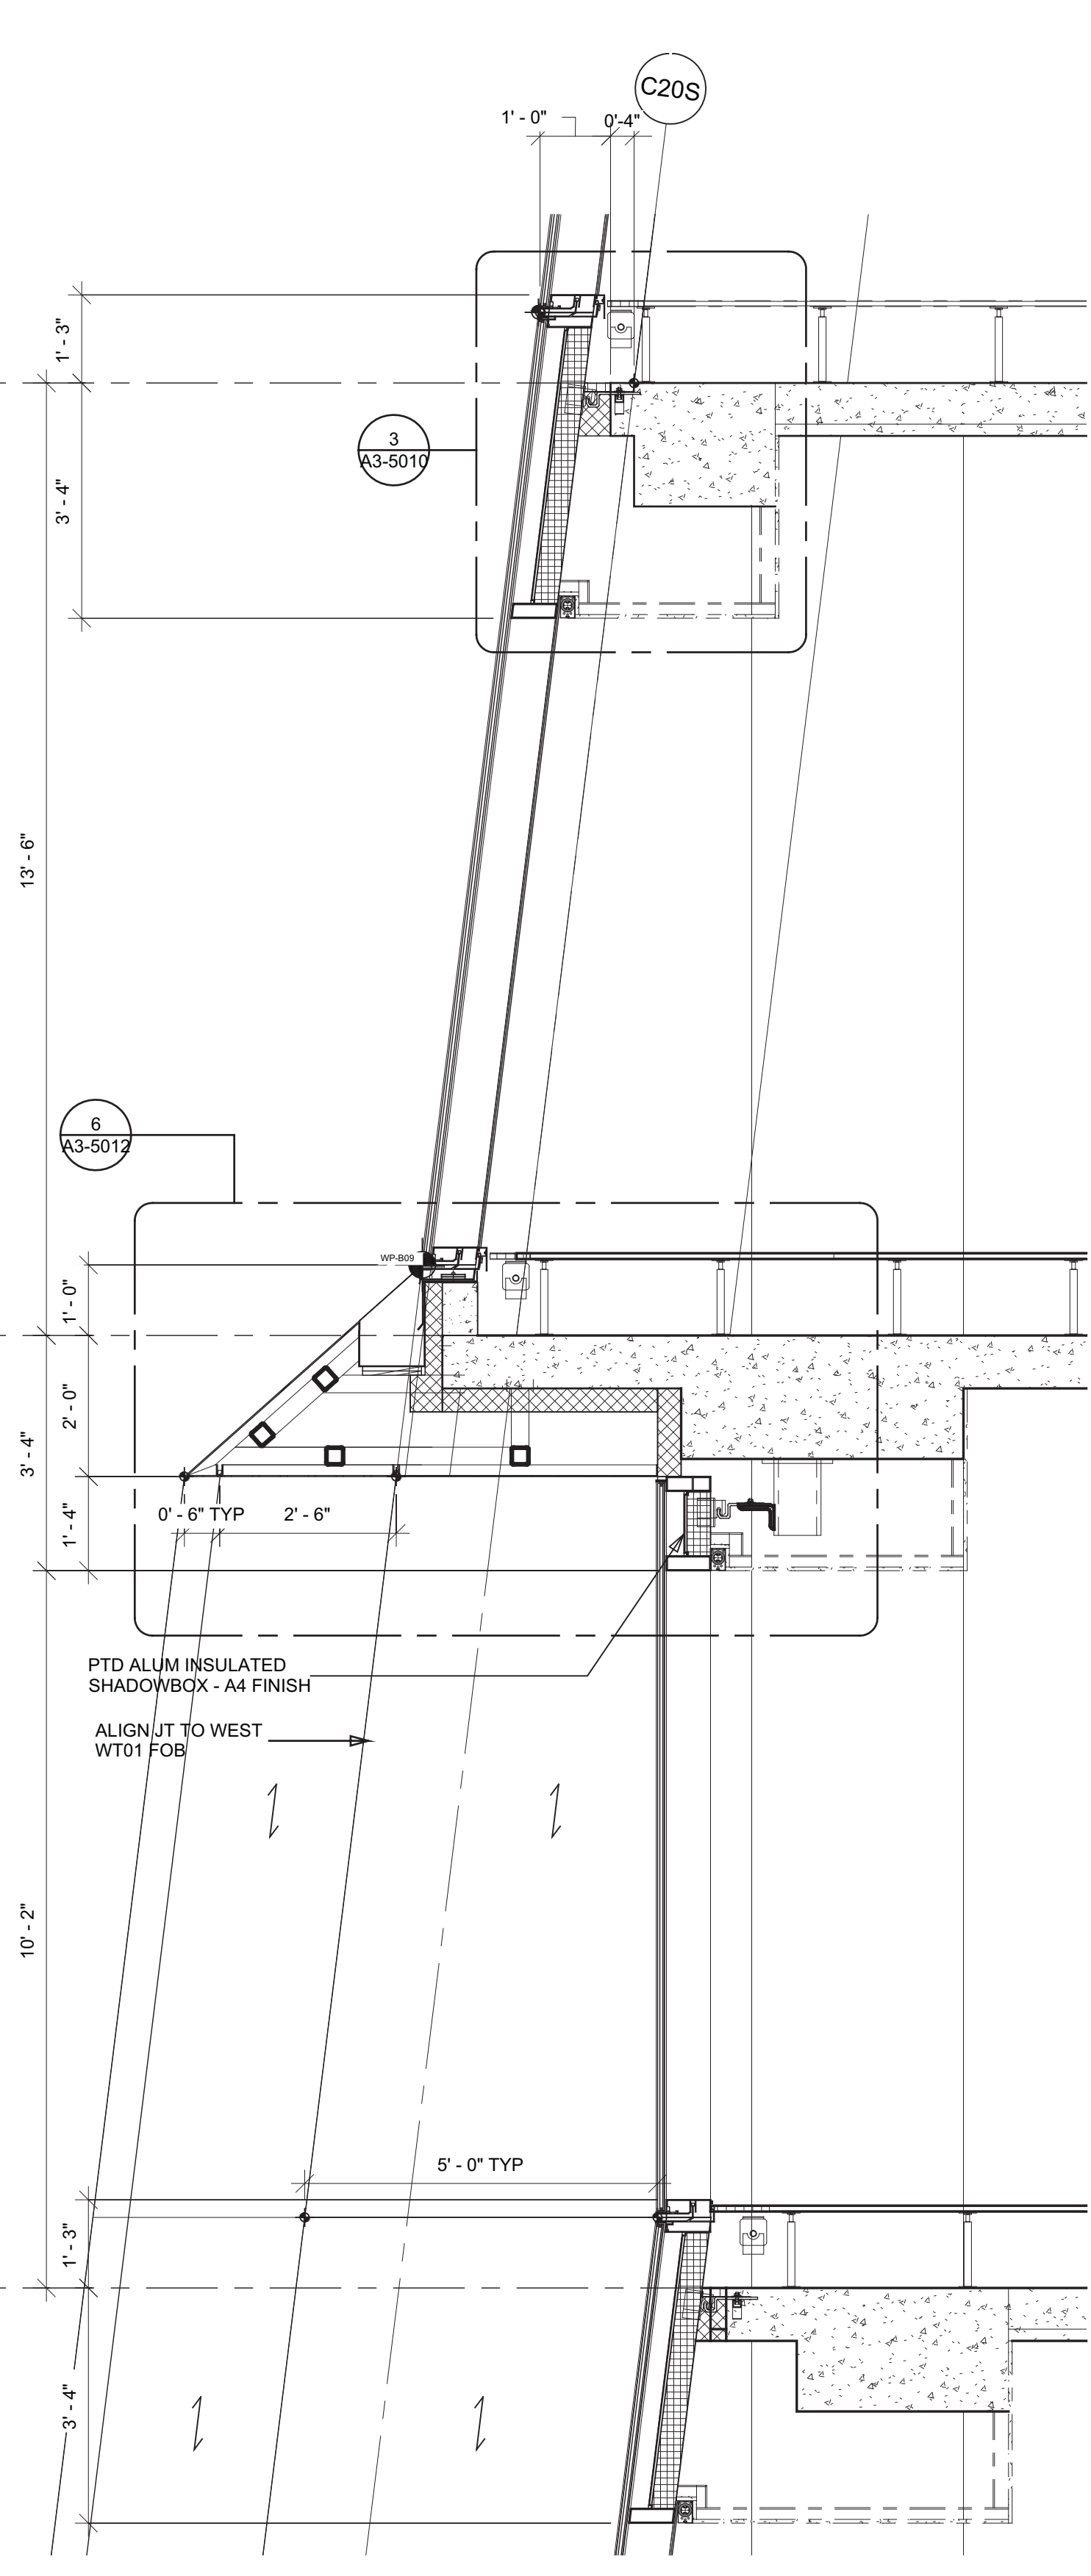 C20S
1' - 0"
0'-4"
1' - 3"
3
A3-5010
3' - 4"
13' - 6"
6
A3-5012
WP-B09
1' - 0"
2' - 0"
3' - 4"
1' - 4"
0' - 6" TYP
2' - 6"
PTD ALUM INSULATED
SHADOWBOX - A4 FINISH
ALIGN JT TO WEST
WT01 FOB
10' - 2"
5' - 0" TYP
1' - 3"
3' - 4"